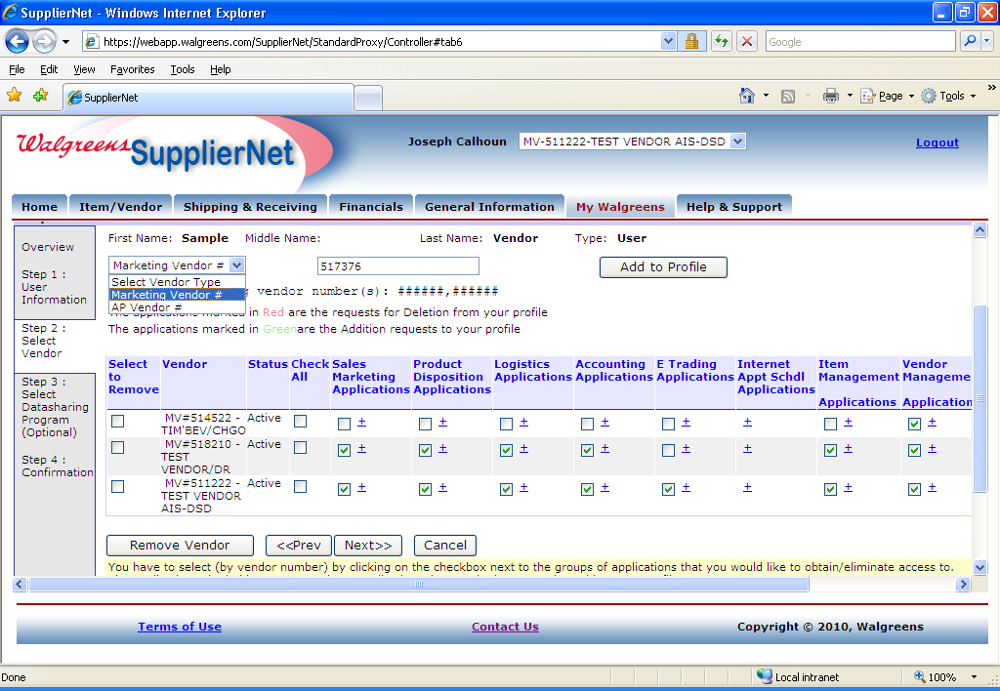 SupplierNet - Windows Internet Explorer
https://webapp.walgreens.com/SupplierNet/StandardProxy/Controller#tab6
Google
File Edit View Favorites Tools Help
SupplierNet
Page Tools
Walgreens SupplierNet
Joseph Calhoun MV-511222-TEST VENDOR AIS-DSD Logout
Home Item/Vendor Shipping & Receiving Financials General Information My Walgreens Help & Support
Overview
Step 1 :
User
Information
Step 2 :
Select
Vendor
Step 3 :
Select
Datasharing
Program
(Optional)
Step 4 :
Confirmation
First Name: Sample Middle Name: Last Name: Vendor Type: User
Marketing Vendor # 517376 Add to Profile
Select Vendor Type
Marketing Vendor #
AP Vendor #
vendor number(s): ######,######
The applications marked in Red are the requests for Deletion from your profile
The applications marked in Green are the Addition requests to your profile
Select to Remove Vendor Status Check All Sales Marketing Applications Product Disposition Applications Logistics Applications Accounting Applications E Trading Applications Internet Appt Schdl Applications Item Management Applications Vendor Manageme Application
MV#514522 - TIM'BEV/CHGO Active + + + + + + + +
MV#518210 - TEST VENDOR/DR Active + + + + + + + +
MV#511222 - TEST VENDOR AIS-DSD Active + + + + + + + +
Remove Vendor <<Prev Next>> Cancel
You have to select (by vendor number) by clicking on the checkbox next to the groups of applications that you would like to obtain/eliminate access to.
Terms of Use Contact Us Copyright © 2010, Walgreens
Done Local intranet 100%